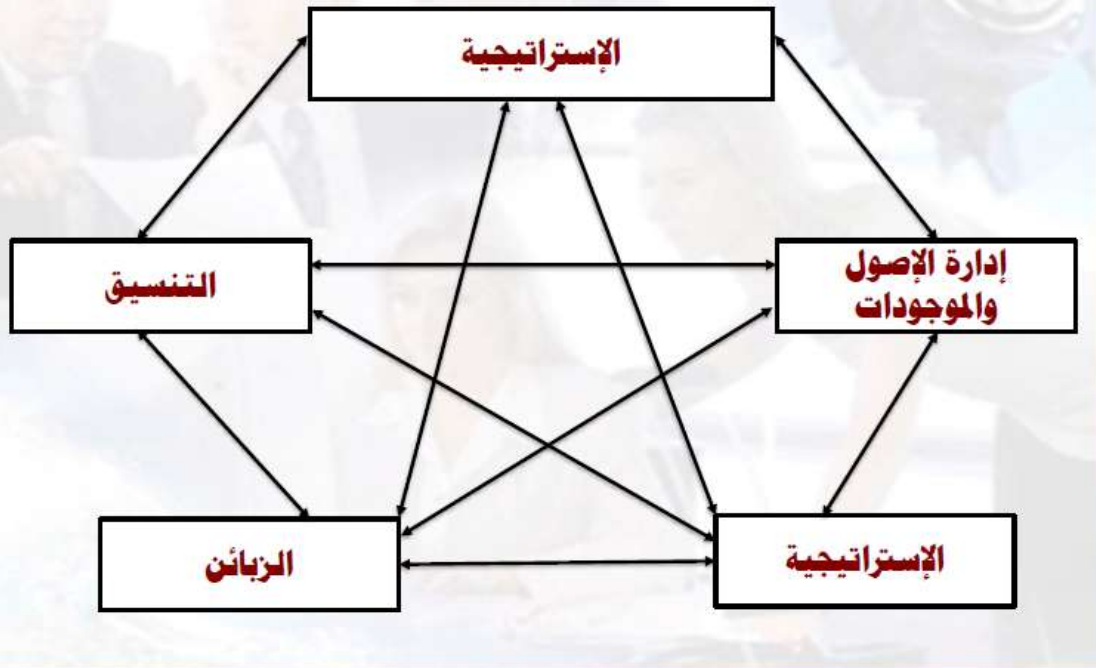 الإستراتيجية
إدارة الإصول
والموجودات
التنسيق
الإستراتيجية
الزبائن